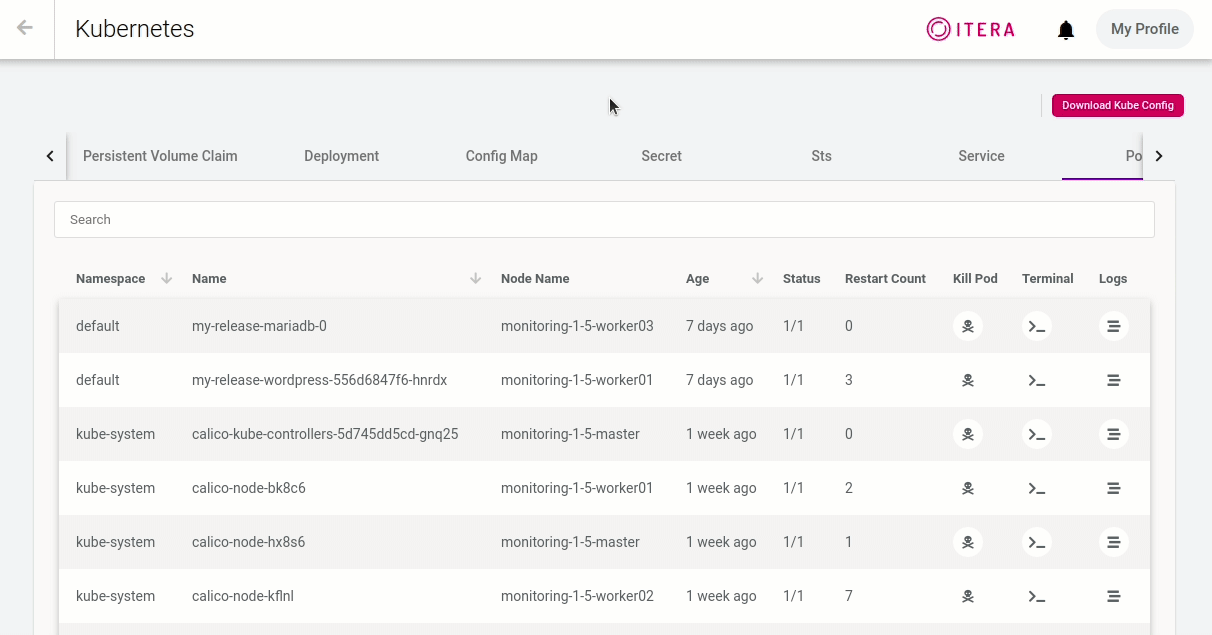 Kubernetes
ITERA
My Profile
Download Kube Config
Persistent Volume Claim Deployment Config Map Secret Sts Service Po
Search
Namespace Name Node Name Age Status Restart Count Kill Pod Terminal Logs
default my-release-mariadb-0 monitoring-1-5-worker03 7 days ago 1/1 0
default my-release-wordpress-556d6847f6-hnrdx monitoring-1-5-worker01 7 days ago 1/1 3
kube-system calico-kube-controllers-5d745dd5cd-gnq25 monitoring-1-5-master 1 week ago 1/1 0
kube-system calico-node-bk8c6 monitoring-1-5-worker01 1 week ago 1/1 2
kube-system calico-node-hx8s6 monitoring-1-5-master 1 week ago 1/1 1
kube-system calico-node-kflnl monitoring-1-5-worker02 1 week ago 1/1 7